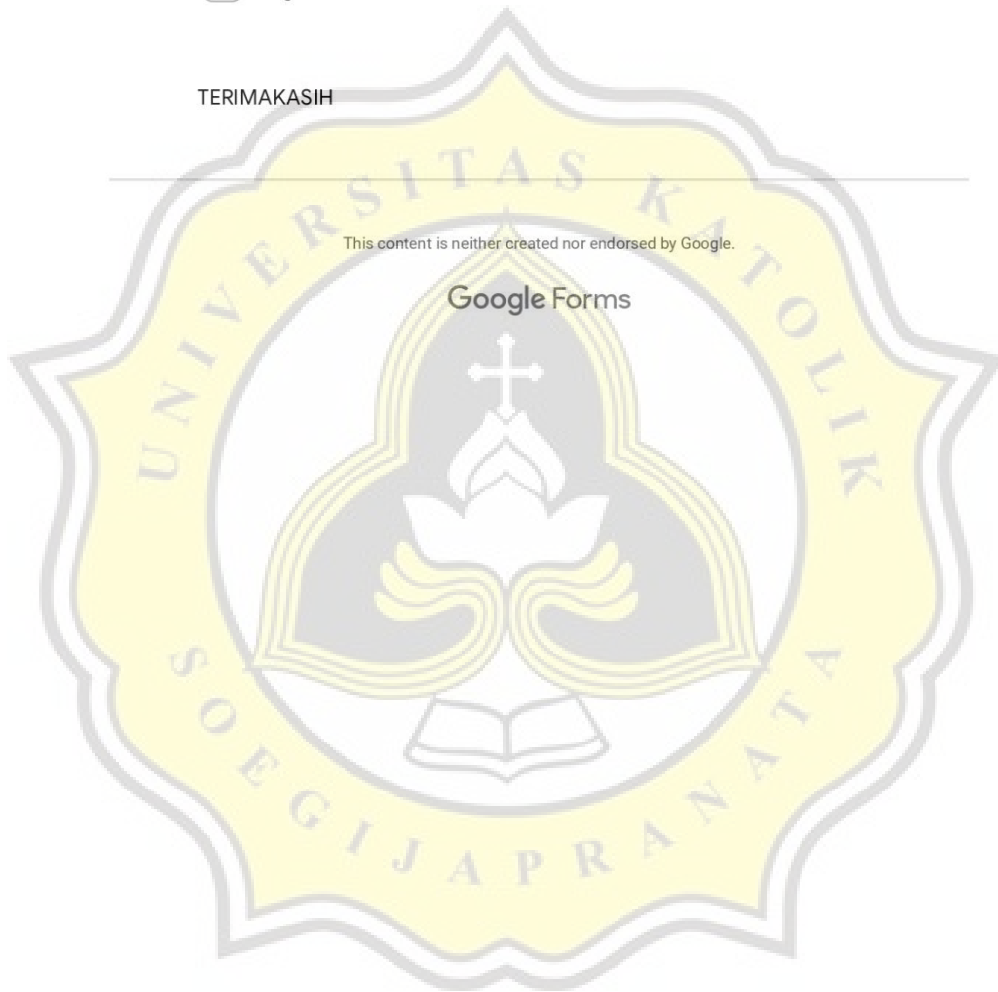 TERIMAKASIH
UNIVERSITAS KATOLIK
This content is neither created nor endorsed by Google.
Google Forms
SOEGIJAPRANATA